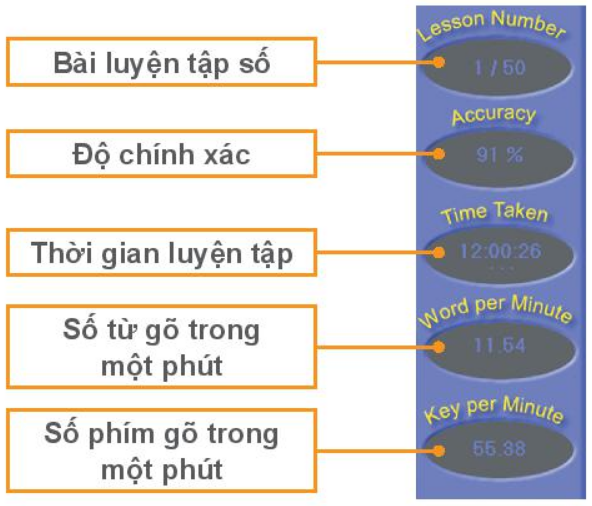 Lesson Number
Bài luyện tập số
1 / 50
Accuracy
Độ chính xác
91 %
Time Taken
Thời gian luyện tập
12:00:26
Word per Minute
Số từ gõ trong
một phút
11.54
Key per Minute
Số phím gõ trong
một phút
55.38